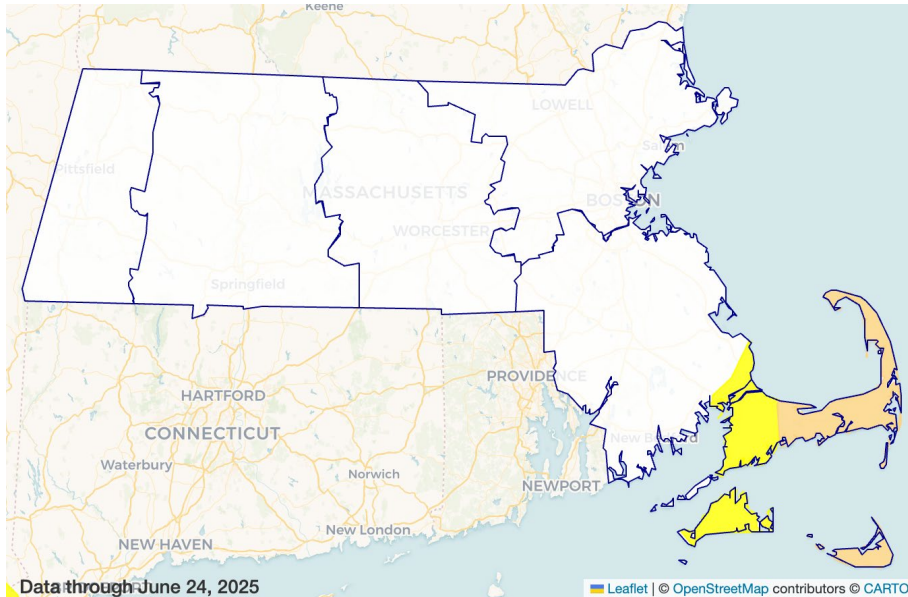 Keene
LOWELL
Salem
Pittsfield
MASSACHUSETTS
BOSTON
WORCESTER
Springfield
PROVIDENCE
HARTFORD
CONNECTICUT
New Bedford
Waterbury
Norwich
NEWPORT
New London
NEW HAVEN
Data through June 24, 2025
Leaflet | © OpenStreetMap contributors © CARTO